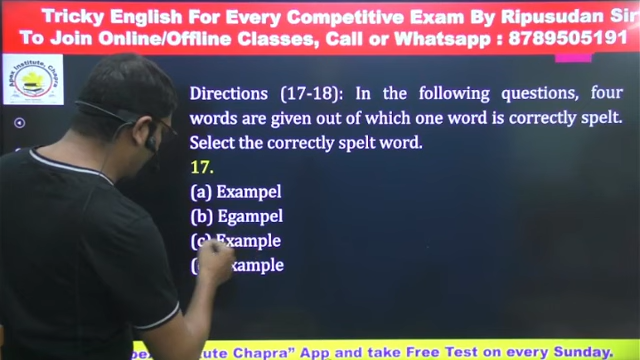 Tricky English For Every Competitive Exam By Ripusudan Sir
To Join Online/Offline Classes, Call or Whatsapp : 8789505191
Apex Institute, Chapra
Directions (17-18): In the following questions, four
words are given out of which one word is correctly spelt.
Select the correctly spelt word.
17.
(a) Exampel
(b) Egampel
(c) Example
xample
ute Chapra" App and take Free Test on every Sunday.